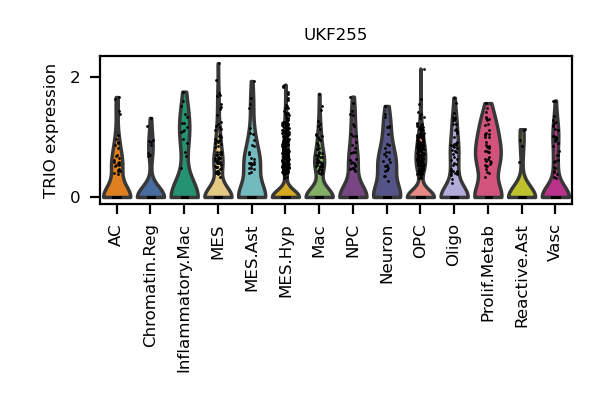 UKF255
TRIO expression
2
0
AC
Chromatin.Reg
Inflammatory.Mac
MES
MES.Ast
MES.Hyp
Mac
NPC
Neuron
OPC
Oligo
Prolif.Metab
Reactive.Ast
Vasc